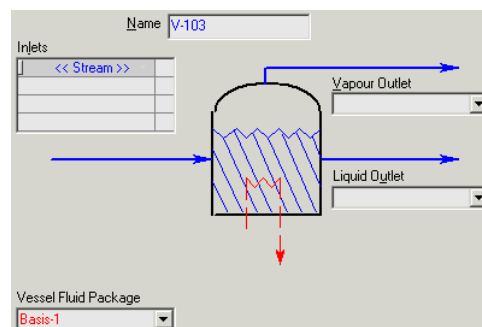 Name V-103
Inlets
<< Stream >>
Vapour Outlet
Liquid Outlet
Vessel Fluid Package
Basis-1